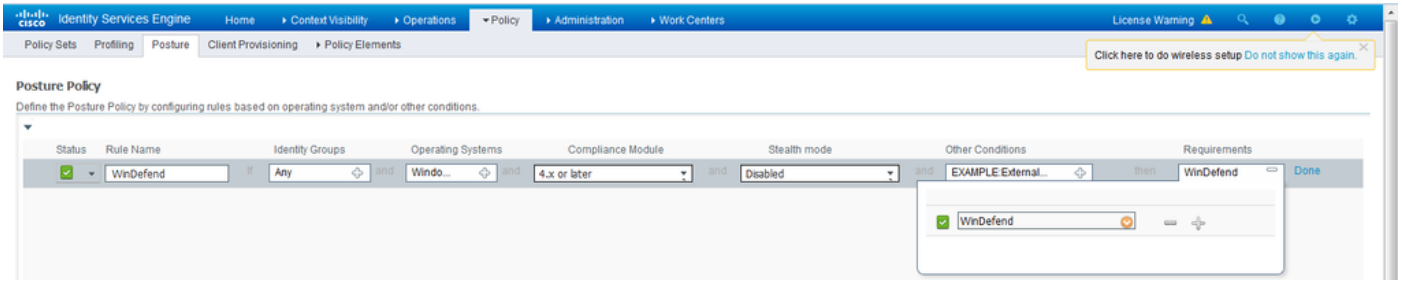 cisco Identity Services Engine Home Context Visibility Operations Policy Administration Work Centers License Warning
Policy Sets Profiling Posture Client Provisioning Policy Elements
Click here to do wireless setup Do not show this again.
Posture Policy
Define the Posture Policy by configuring rules based on operating system and/or other conditions.
Status Rule Name Identity Groups Operating Systems Compliance Module Stealth mode Other Conditions Requirements
WinDefend If Any and Windo... and 4.x or later and Disabled and EXAMPLE:External... then WinDefend Done
WinDefend